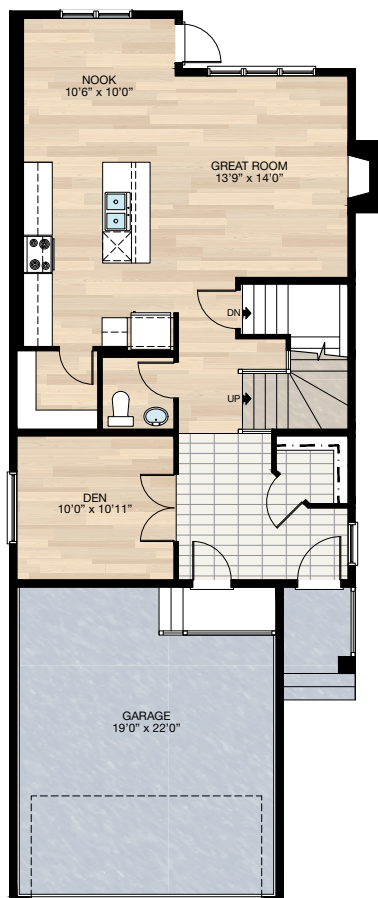 NOOK
10'6" x 10'0"
GREAT ROOM
13'9" x 14'0"
DN
UP
DEN
10'0" x 10'11"
GARAGE
19'0" x 22'0"